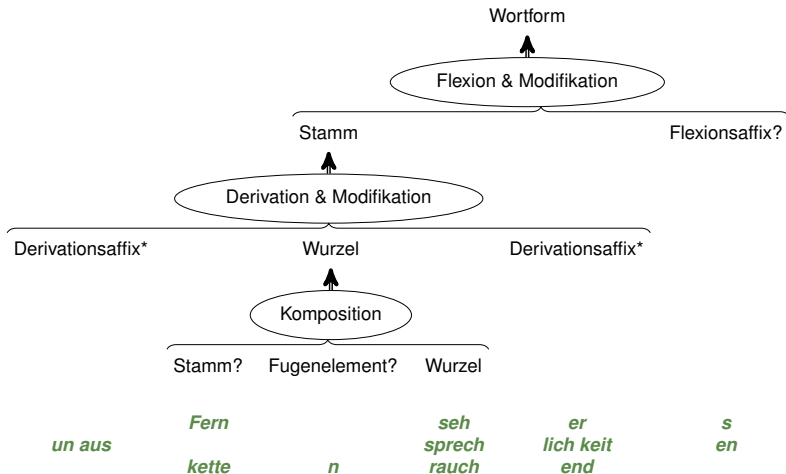 Wortform
Flexion & Modifikation
Stamm Flexionsaffix?
Derivation & Modifikation
Derivationsaffix* Wurzel Derivationsaffix*
Komposition
Stamm? Fugenelement? Wurzel
Fern seh er s
un aus sprech lich keit en
kette n rauch end